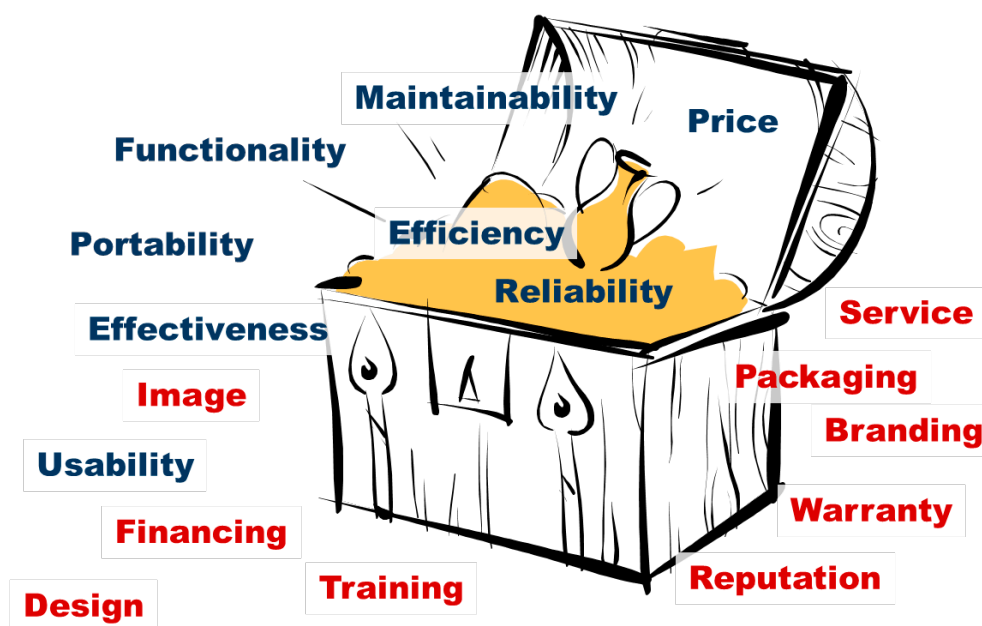 Maintainability
Price
Functionality
Efficiency
Portability
Reliability
Service
Effectiveness
Packaging
Image
Branding
Usability
Warranty
Financing
Reputation
Training
Design